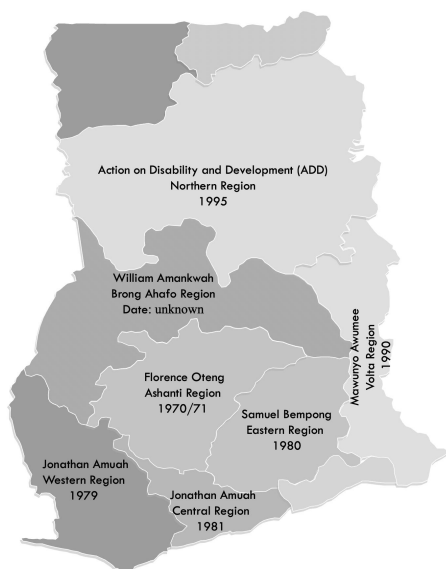 Action on Disability and Development (ADD)
Northern Region
1995
William Amankwah
Brong Ahafo Region
Date: unknown
Mawunyo Awumee
Volta Region
1990
Florence Oteng
Ashanti Region
1970/71
Samuel Bempong
Eastern Region
1980
Jonathan Amuah
Western Region
1979
Jonathan Amuah
Central Region
1981